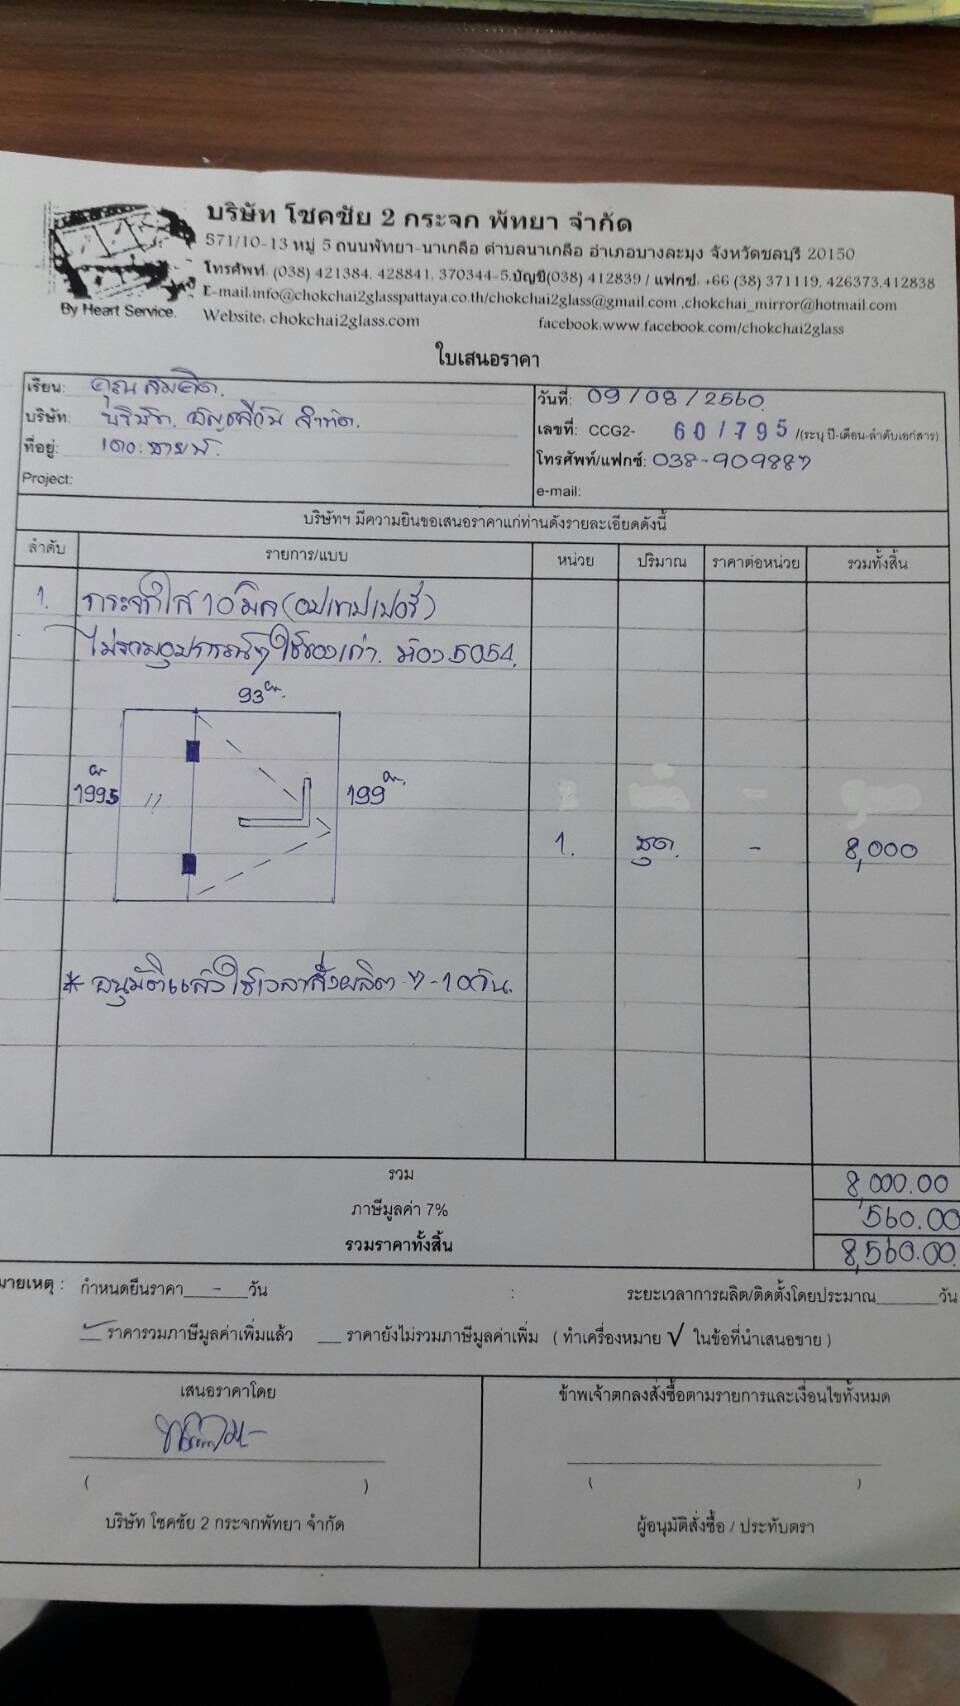 บริษัท โชคชัย 2 กระจก พัทยา จำกัด
571/10-13 หมู่ 5 ถนนพัทยา-นาเกลือ ตำบลนาเกลือ อำเภอบางละมุง จังหวัดชลบุรี 20150
โทรศัพท์. (038) 421384, 428841, 370344-5,บัญชี(038) 412839 / แฟกซ์. +66 (38) 371119, 426373,412838
E-mail.info@chokchai2glasspattaya.co.th/chokchai2glass@gmail.com ,chokchai_mirror@hotmail.com
By Heart Service.
Website. chokchai2glass.com facebook.www.facebook.com/chokchai2glass
ใบเสนอราคา
เรียน: คุณ สมคิด. วันที่: 09/08/2560
บริษัท: บริษัท จำกัด. เลขที่: CCG2- 60/795 /(ระบุ ปี-เดือน-ลำดับเอกสาร)
ที่อยู่: โทรศัพท์/แฟกซ์: 038-909887
Project: e-mail:
บริษัทฯ มีความยินขอเสนอราคาแก่ท่านดังรายละเอียดดังนี้
ลำดับ รายการ/แบบ หน่วย ปริมาณ ราคาต่อหน่วย รวมทั้งสิ้น
1. กระจกใส 10 มิล (อบเทมเปอร์)
ไม่รวมอุปกรณ์ๆ ใช้ของเก่า. ห้อง 5054.
93 ซม.
ซม.
199.5 199 ซม.
1. ชุด. - 8,000
* อนุมัติแล้วใช้เวลาสั่งผลิต 7-10 วัน.
รวม 8,000.00
ภาษีมูลค่า 7% 560.00
รวมราคาทั้งสิ้น 8,560.00
มายเหตุ : กำหนดยืนราคา___-___วัน : ระยะเวลาการผลิต/ติดตั้งโดยประมาณ______วัน
✓ ราคารวมภาษีมูลค่าเพิ่มแล้ว ___ ราคายังไม่รวมภาษีมูลค่าเพิ่ม ( ทำเครื่องหมาย √ ในข้อที่นำเสนอขาย )
เสนอราคาโดย ข้าพเจ้าตกลงสั่งซื้อตามรายการและเงื่อนไขทั้งหมด
( ) ( )
บริษัท โชคชัย 2 กระจกพัทยา จำกัด ผู้อนุมัติสั่งซื้อ / ประทับตรา